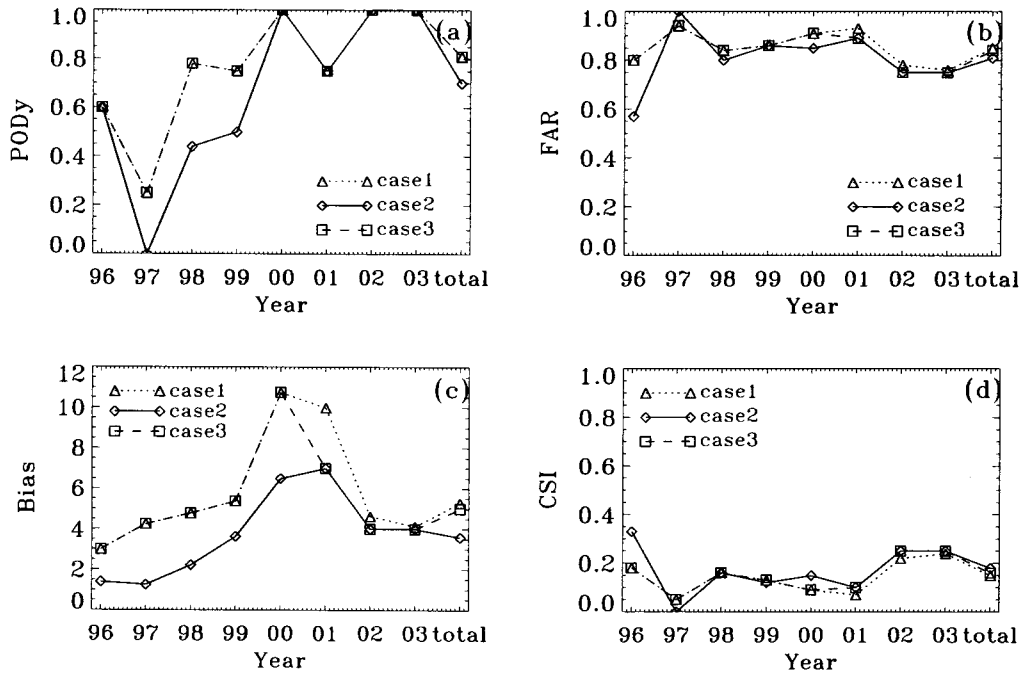 (a)
PODy
1.0
0.8
0.6
0.4
0.2
0.0
case1
case2
case3
96 97 98 99 00 01 02 03 total
Year
(b)
FAR
1.0
0.8
0.6
0.4
0.2
0.0
case1
case2
case3
96 97 98 99 00 01 02 03 total
Year
(c)
Bias
12
10
8
6
4
2
0
case1
case2
case3
96 97 98 99 00 01 02 03 total
Year
(d)
CSI
1.0
0.8
0.6
0.4
0.2
0.0
case1
case2
case3
96 97 98 99 00 01 02 03 total
Year